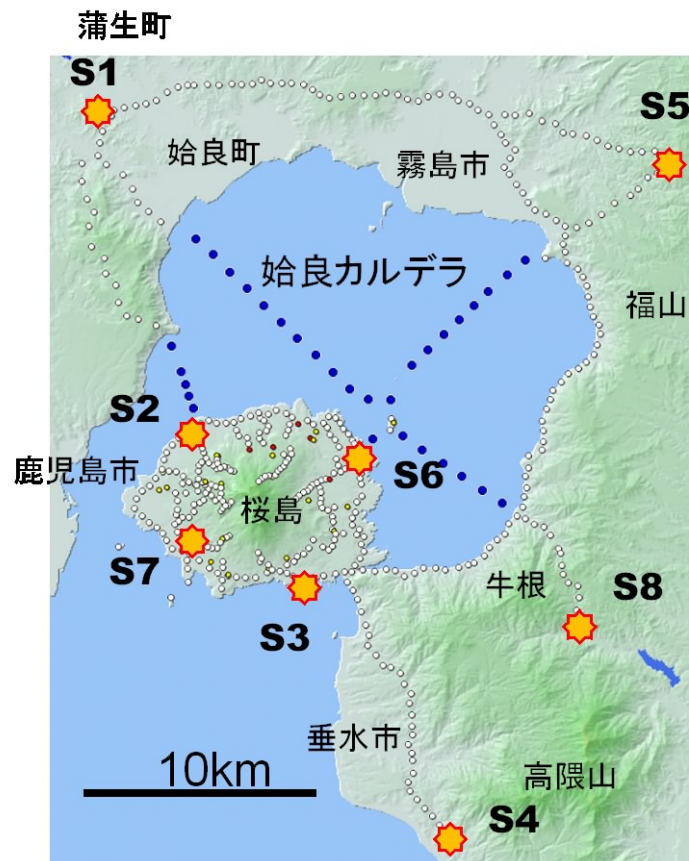 蒲生町
S1
S5
姶良町
霧島市
姶良カルデラ
福山
S2
鹿児島市
S6
桜島
S7
牛根
S8
S3
垂水市
10km
高隈山
S4